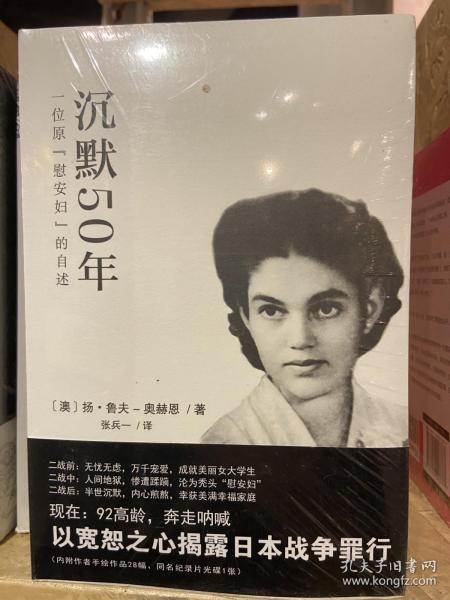 沉默50年
一位原「慰安妇」的自述
〔澳〕扬·鲁夫-奥赫恩 / 著
张兵一 / 译
二战前：无忧无虑，万千宠爱，成就美丽女大学生
二战中：人间地狱，惨遭蹂躏，沦为秃头“慰安妇”
二战后：半世沉默，内心煎熬，幸获美满幸福家庭
现在：92高龄，奔走呐喊
以宽恕之心揭露日本战争罪行
（内附作者手绘作品28幅，同名纪录片光碟1张）
孔夫子旧书网
www.kongfz.com